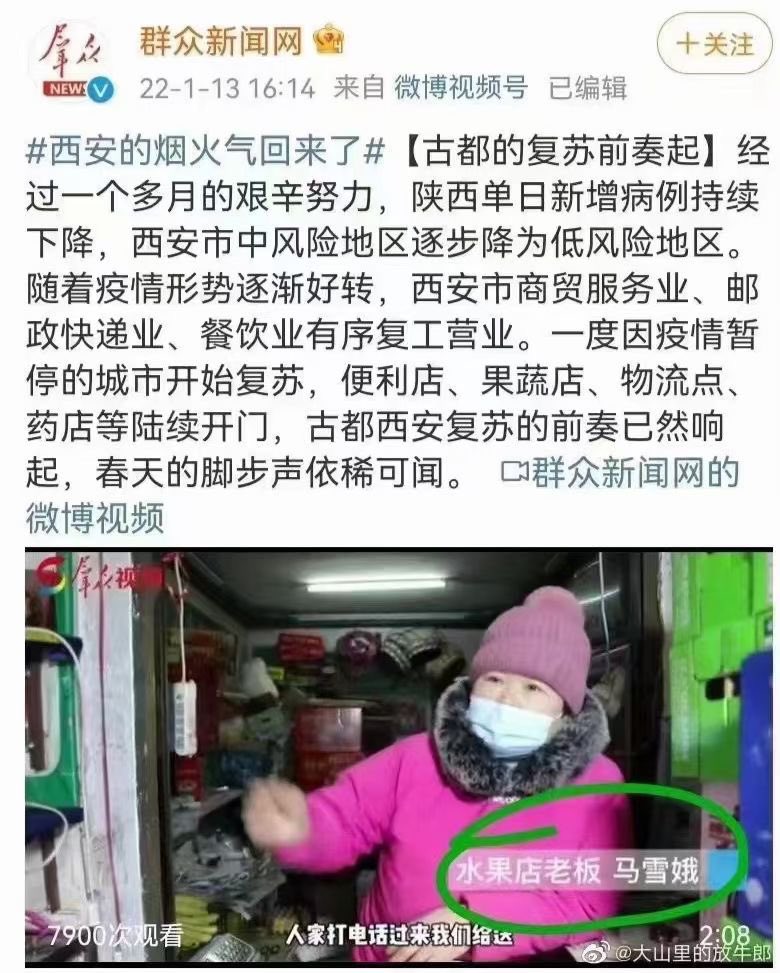 群众
NEWS
V
群众新闻网
22-1-13 16:14 来自 微博视频号 已编辑
+关注
#西安的烟火气回来了#【古都的复苏前奏起】经
过一个多月的艰辛努力，陕西单日新增病例持续
下降，西安市中风险地区逐步降为低风险地区。
随着疫情形势逐渐好转，西安市商贸服务业、邮
政快递业、餐饮业有序复工营业。一度因疫情暂
停的城市开始复苏，便利店、果蔬店、物流点、
药店等陆续开门，古都西安复苏的前奏已然响
起，春天的脚步声依稀可闻。 群众新闻网的
微博视频
群众视频
水果店老板 马雪娥
7900次观看
人家打电话过来我们给送
2:08
@大山里的放牛郎